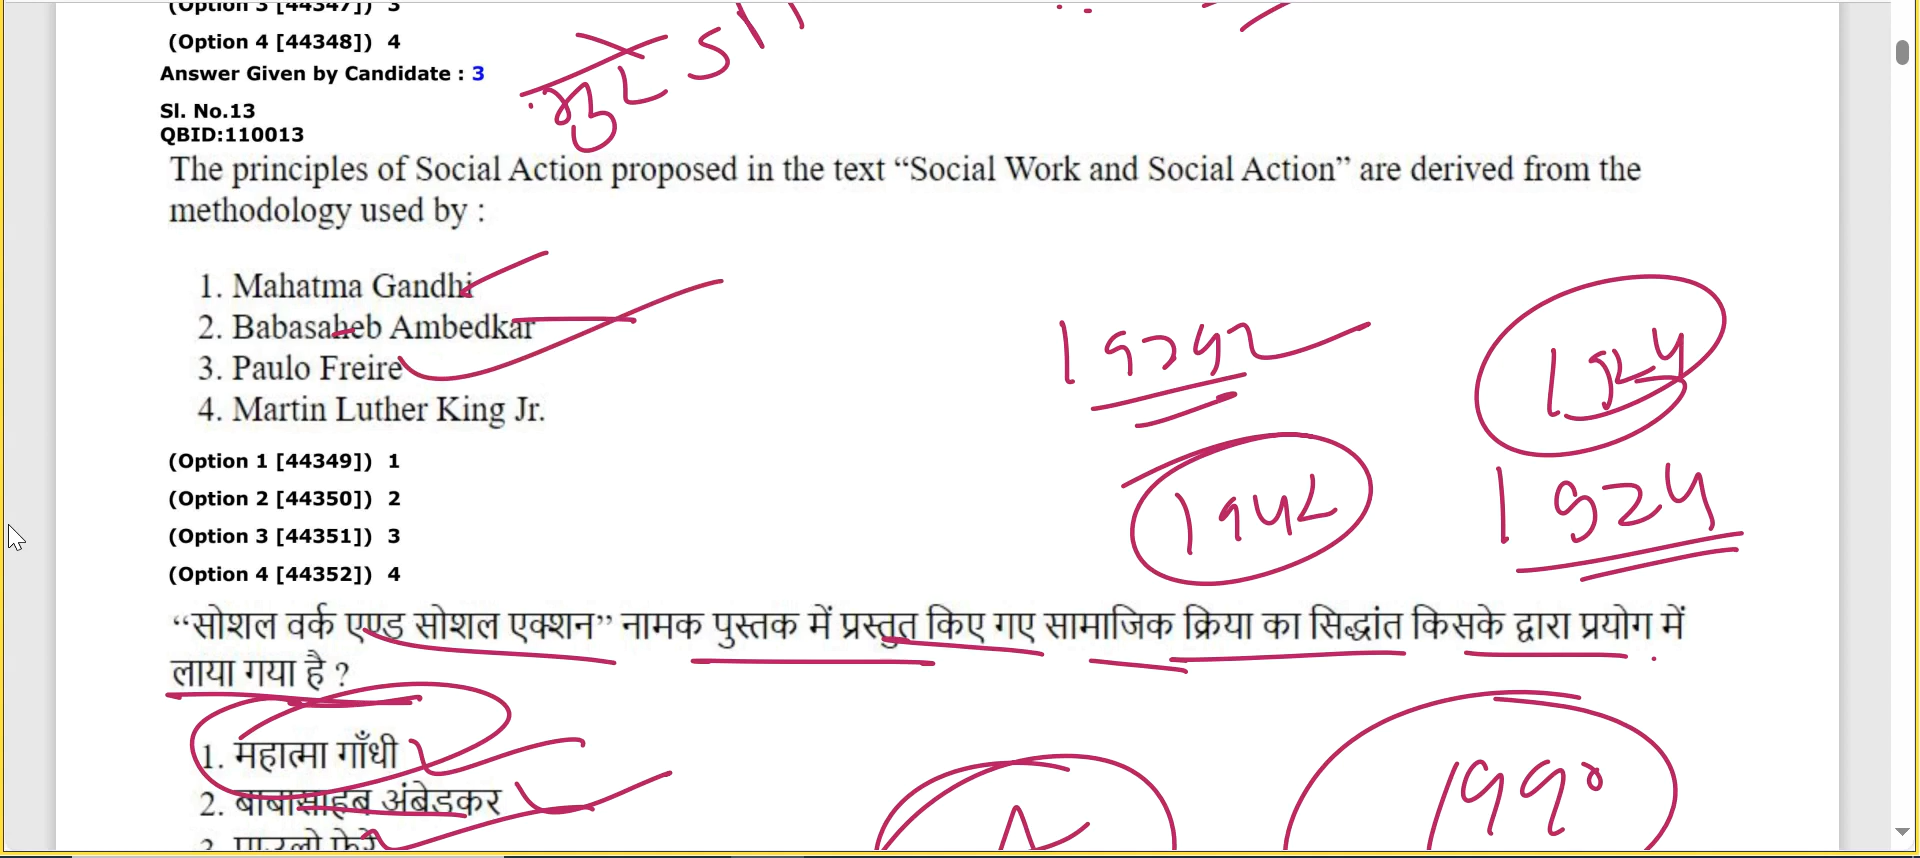 (Option 3 [44347]) 3
(Option 4 [44348]) 4
Answer Given by Candidate : 3
Sl. No.13
QBID:110013
The principles of Social Action proposed in the text “Social Work and Social Action” are derived from the
methodology used by :
1. Mahatma Gandhi
2. Babasaheb Ambedkar
3. Paulo Freire
4. Martin Luther King Jr.
1942
1924
(Option 1 [44349]) 1
(Option 2 [44350]) 2
(Option 3 [44351]) 3
(Option 4 [44352]) 4
“सोशल वर्क एण्ड सोशल एक्शन” नामक पुस्तक में प्रस्तुत किए गए सामाजिक क्रिया का सिद्धांत किसके द्वारा प्रयोग में
लाया गया है ?
1. महात्मा गाँधी
2. बाबासाहब अंबेडकर
1990